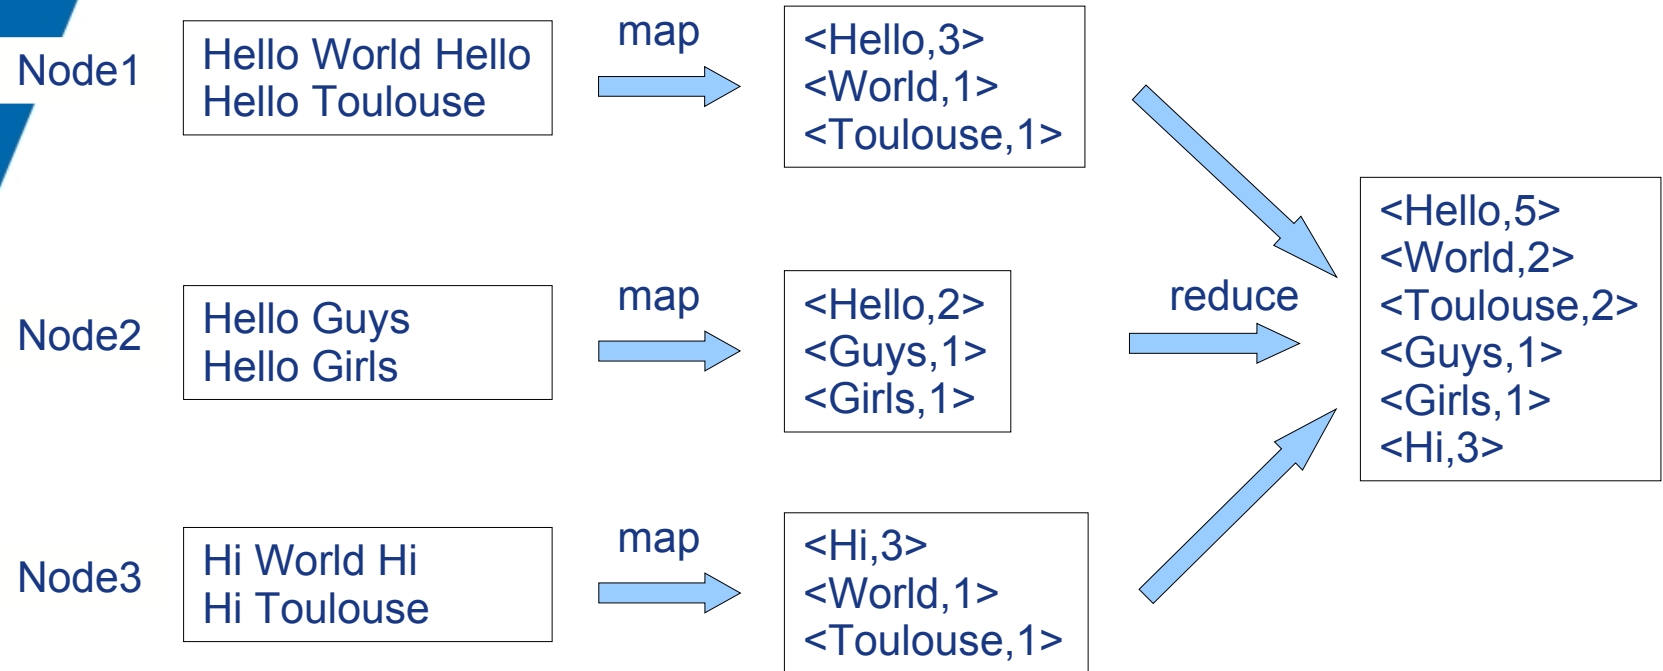 Node1
Hello World Hello
Hello Toulouse
map
<Hello,3>
<World,1>
<Toulouse,1>
Node2
Hello Guys
Hello Girls
map
<Hello,2>
<Guys,1>
<Girls,1>
reduce
<Hello,5>
<World,2>
<Toulouse,2>
<Guys,1>
<Girls,1>
<Hi,3>
Node3
Hi World Hi
Hi Toulouse
map
<Hi,3>
<World,1>
<Toulouse,1>